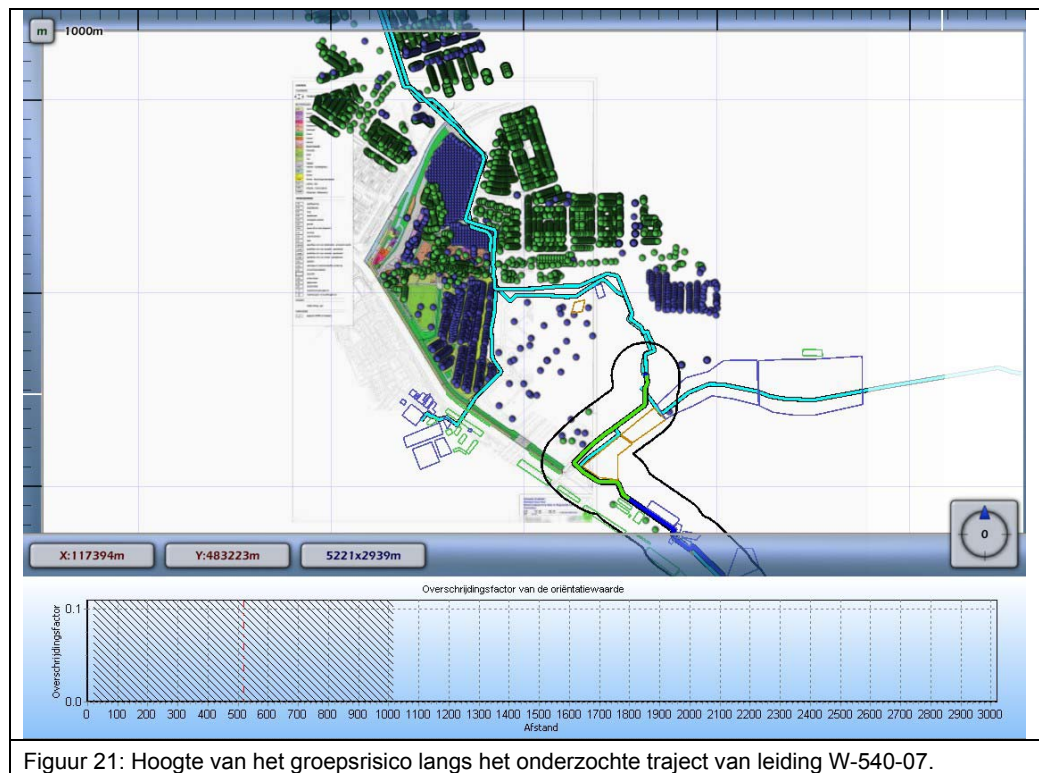 m
1000m
0
X:117394m
Y:483223m
5221x2939m
Overschrijdingsfactor van de oriëntatiewaarde
Overschrijdingsfactor
0.1
0.0
0 100 200 300 400 500 600 700 800 900 1000 1100 1200 1300 1400 1500 1600 1700 1800 1900 2000 2100 2200 2300 2400 2500 2600 2700 2800 2900 3000
Afstand
Figuur 21: Hoogte van het groepsrisico langs het onderzochte traject van leiding W-540-07.